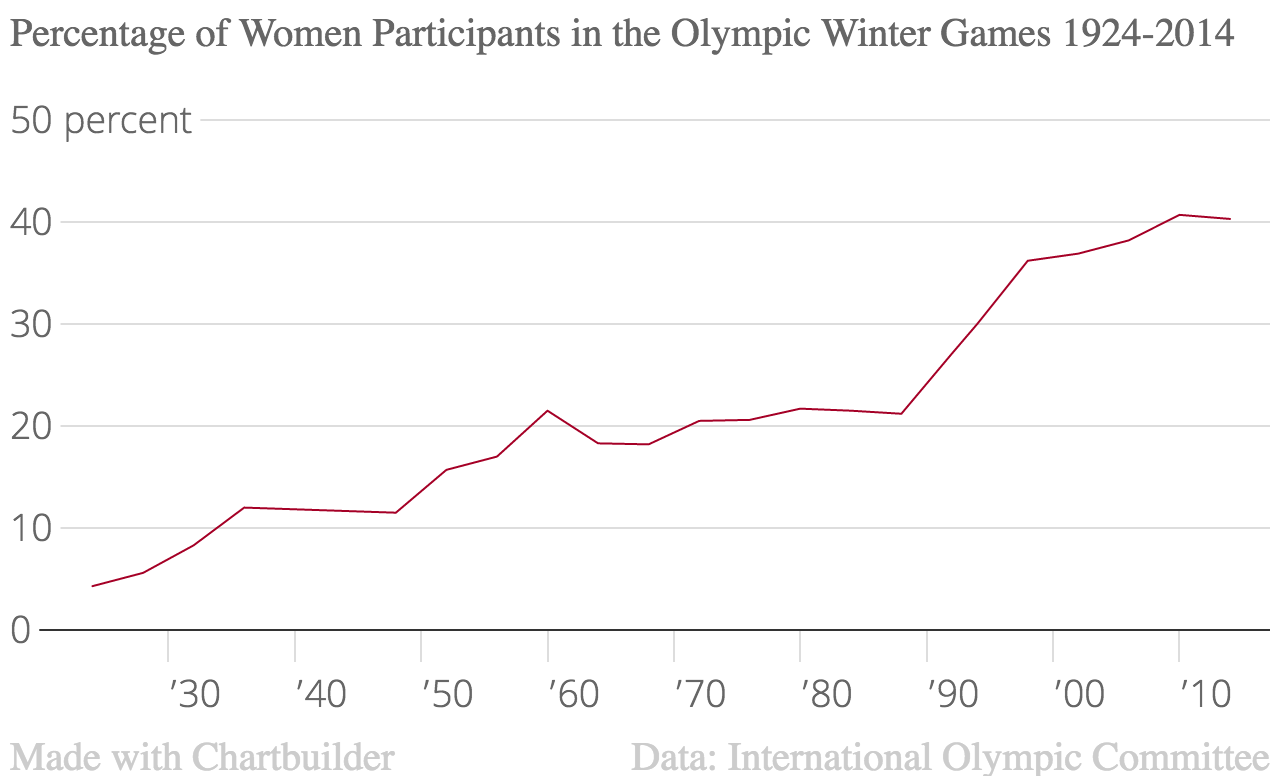 Percentage of Women Participants in the Olympic Winter Games 1924-2014
50 percent
40
30
20
10
0
’30 ’40 ’50 ’60 ’70 ’80 ’90 ’00 ’10
Made with Chartbuilder Data: International Olympic Committee